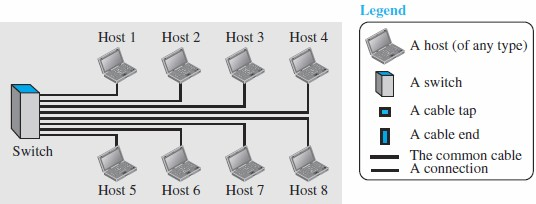 Legend
Host 1 Host 2 Host 3 Host 4
A host (of any type)
A switch
A cable tap
A cable end
The common cable
A connection
Switch
Host 5 Host 6 Host 7 Host 8